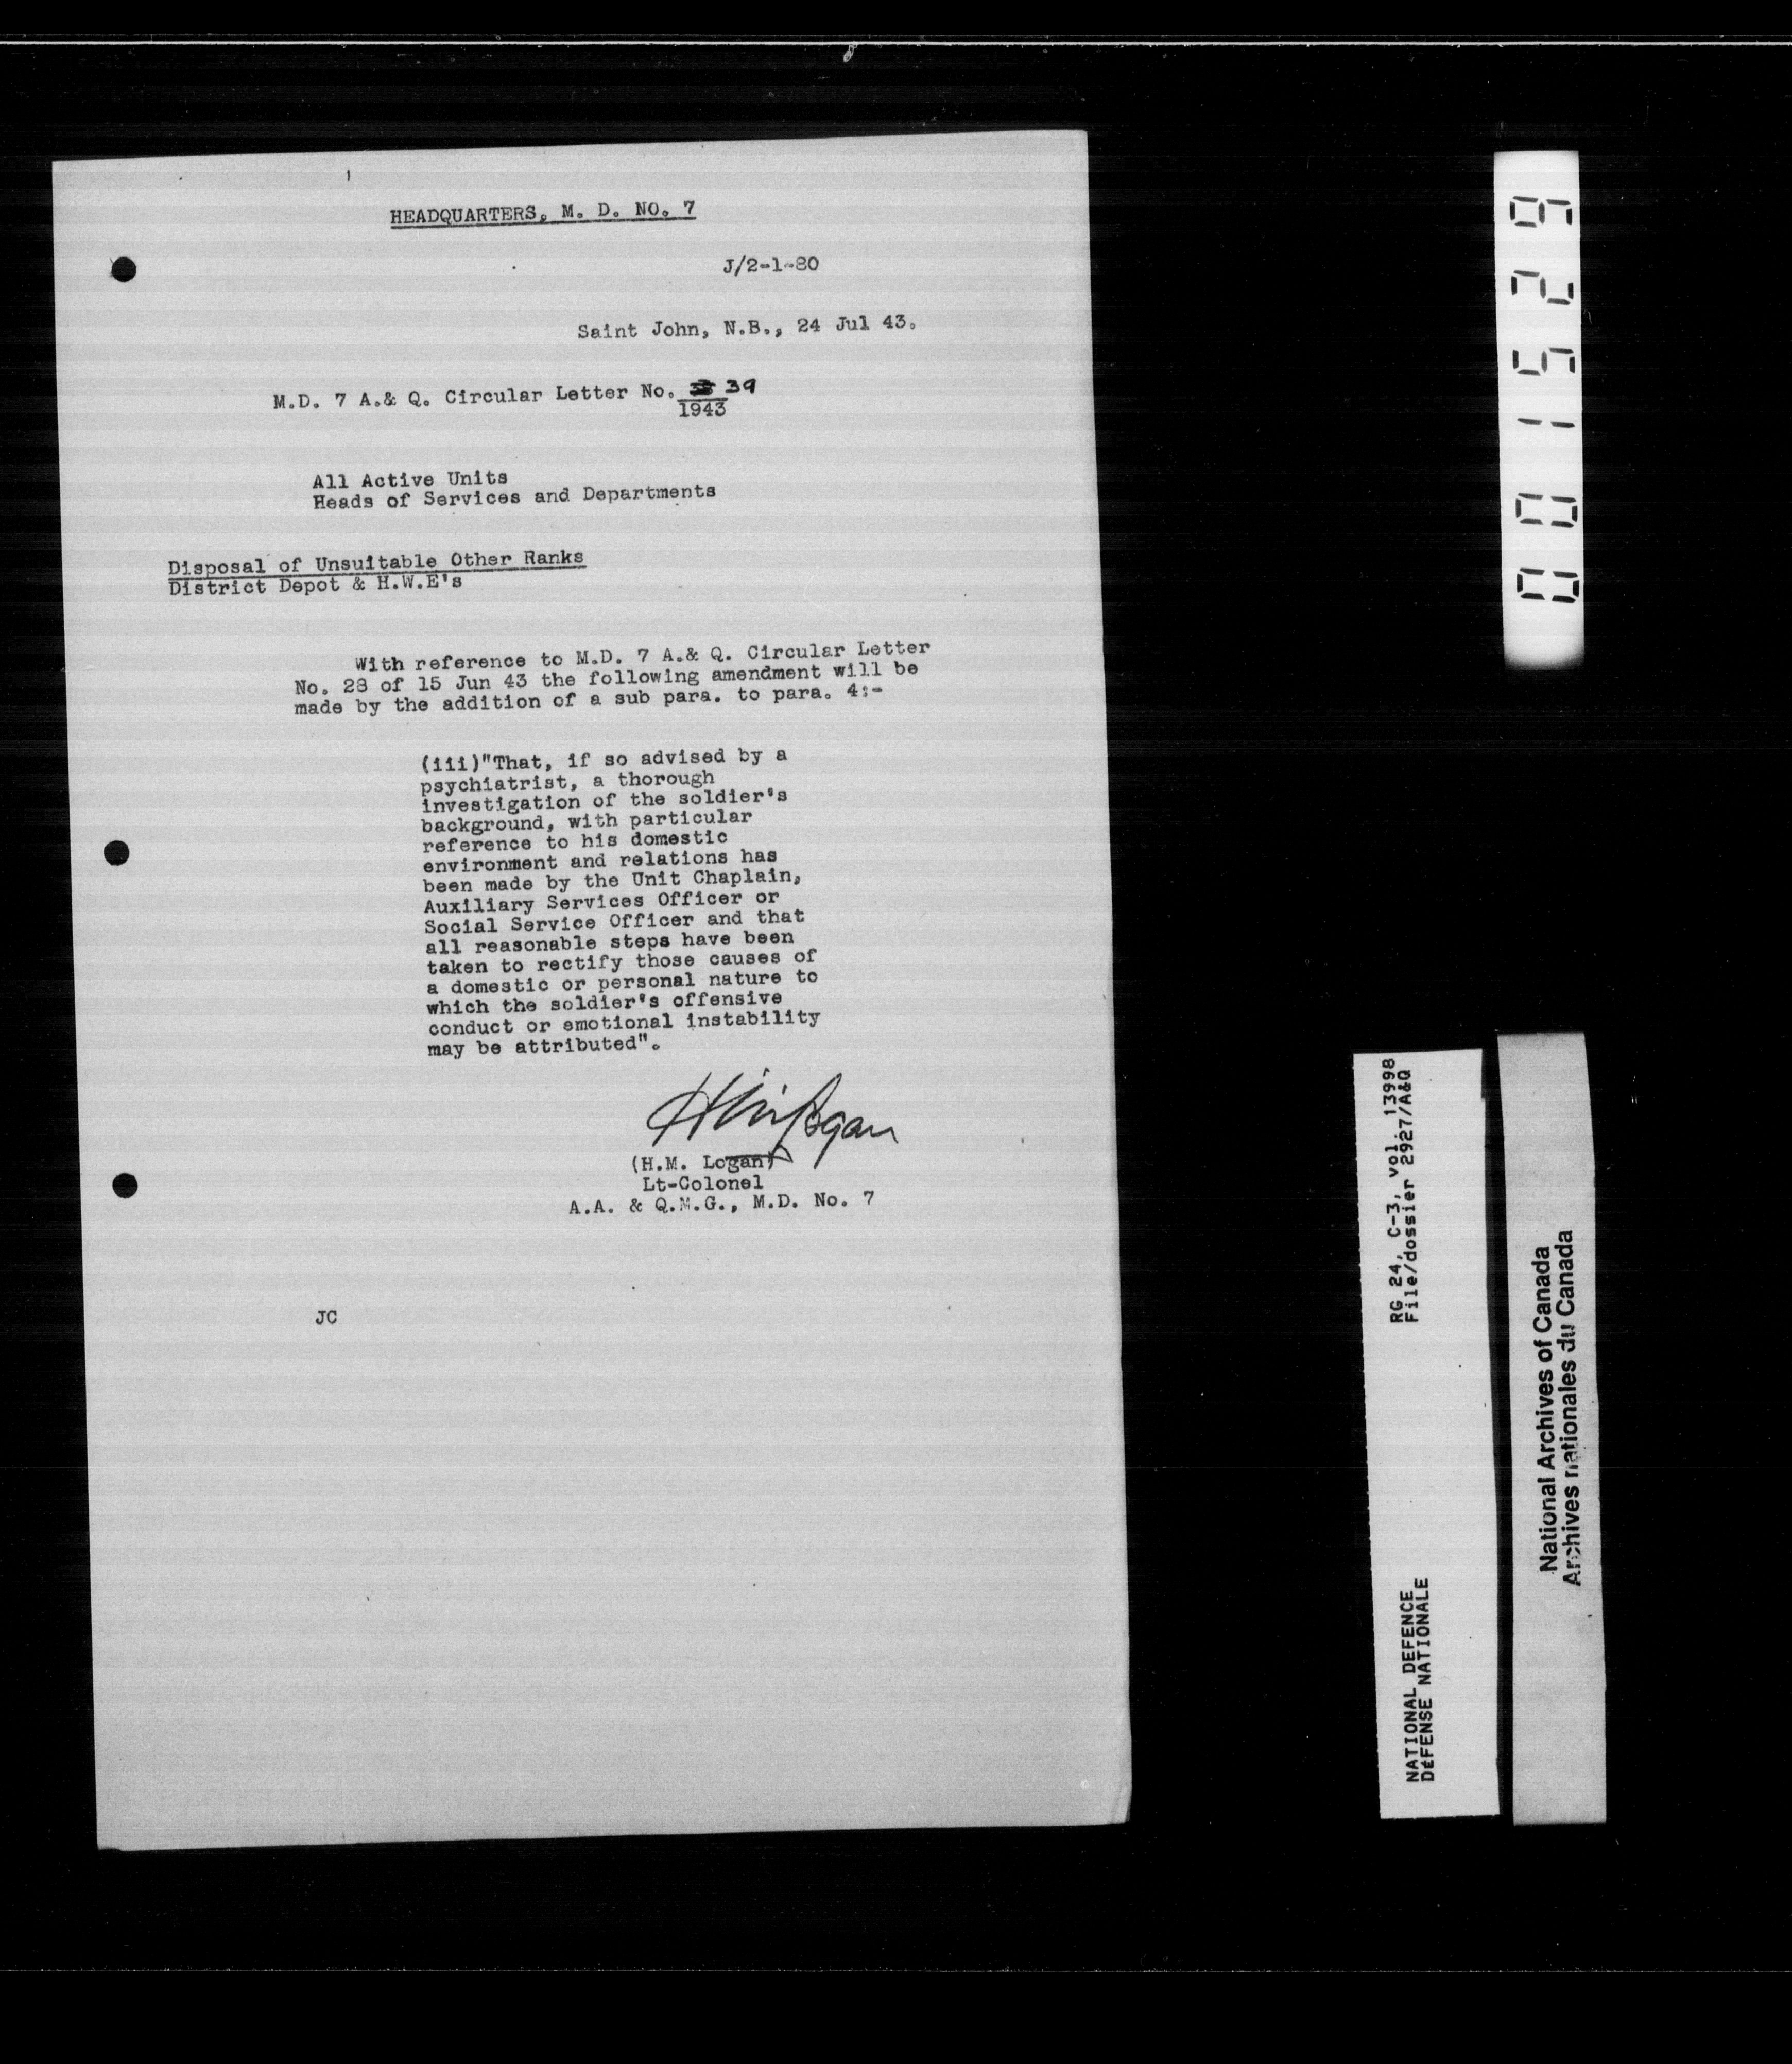 HEADQUARTERS, M. D. NO. 7
J/2-1-80
Saint John, N.B., 24 Jul 43.
M.D. 7 A.& Q. Circular Letter No. 39
1943
All Active Units
Heads of Services and Departments
Disposal of Unsuitable Other Ranks
District Depot & H.W.E's
With reference to M.D. 7 A.& Q. Circular Letter
No. 28 of 15 Jun 43 the following amendment will be
made by the addition of a sub para. to para. 4:-
(iii)"That, if so advised by a
psychiatrist, a thorough
investigation of the soldier's
background, with particular
reference to his domestic
environment and relations has
been made by the Unit Chaplain,
Auxiliary Services Officer or
Social Service Officer and that
all reasonable steps have been
taken to rectify those causes of
a domestic or personal nature to
which the soldier's offensive
conduct or emotional instability
may be attributed".
HMLogan
(H.M. Logan)
Lt-Colonel
A.A. & Q.M.G., M.D. No. 7
JC
001529
RG 24, C-3, vol. 13998
File/dossier 2927/A&Q
NATIONAL DEFENCE
DéFENSE NATIONALE
National Archives of Canada
Archives nationales du Canada